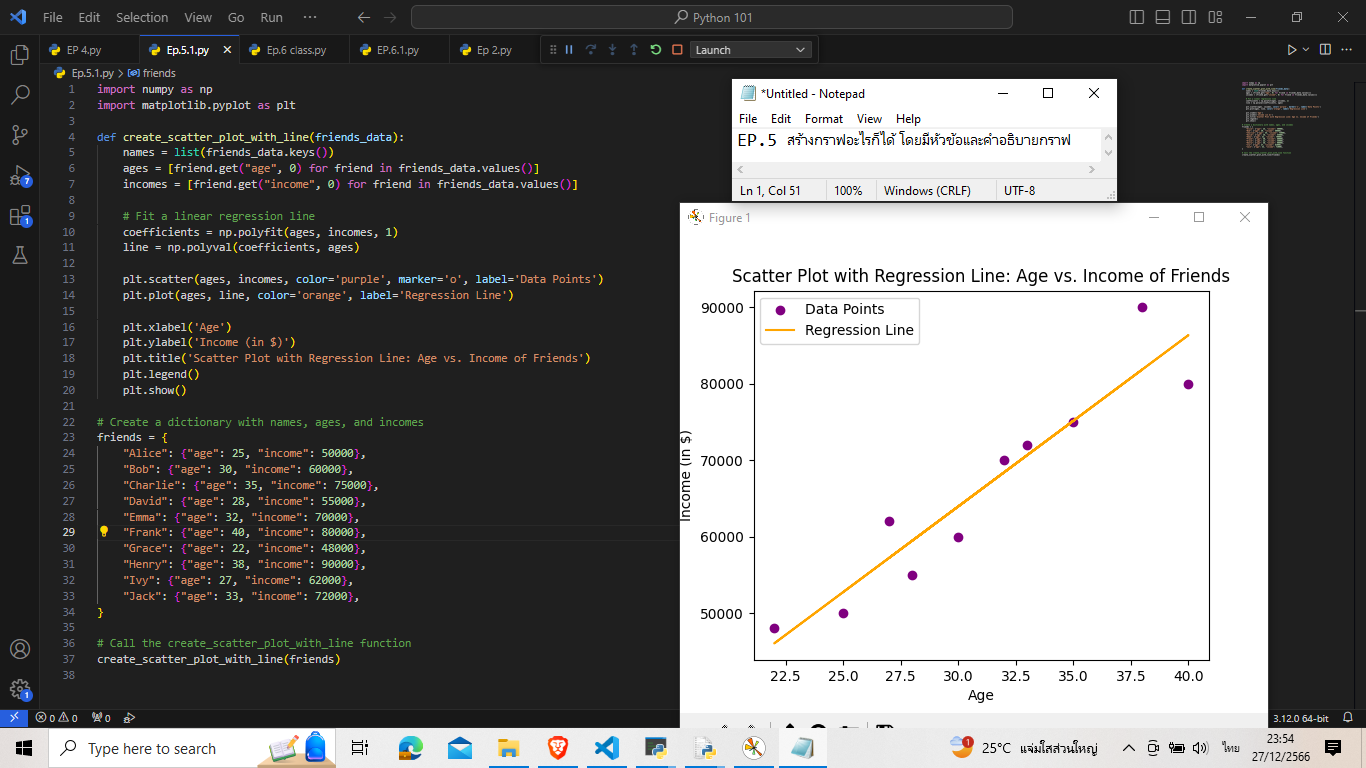 File Edit Selection View Go Run ···
Python 101
EP 4.py
Ep.5.1.py
Ep.6 class.py
EP.6.1.py
Ep 2.py
Launch
Ep.5.1.py > friends
1 import numpy as np
2 import matplotlib.pyplot as plt
3
4 def create_scatter_plot_with_line(friends_data):
5 names = list(friends_data.keys())
6 ages = [friend.get("age", 0) for friend in friends_data.values()]
7 incomes = [friend.get("income", 0) for friend in friends_data.values()]
8
9 # Fit a linear regression line
10 coefficients = np.polyfit(ages, incomes, 1)
11 line = np.polyval(coefficients, ages)
12
13 plt.scatter(ages, incomes, color='purple', marker='o', label='Data Points')
14 plt.plot(ages, line, color='orange', label='Regression Line')
15
16 plt.xlabel('Age')
17 plt.ylabel('Income (in $)')
18 plt.title('Scatter Plot with Regression Line: Age vs. Income of Friends')
19 plt.legend()
20 plt.show()
21
22 # Create a dictionary with names, ages, and incomes
23 friends = {
24 "Alice": {"age": 25, "income": 50000},
25 "Bob": {"age": 30, "income": 60000},
26 "Charlie": {"age": 35, "income": 75000},
27 "David": {"age": 28, "income": 55000},
28 "Emma": {"age": 32, "income": 70000},
29 "Frank": {"age": 40, "income": 80000},
30 "Grace": {"age": 22, "income": 48000},
31 "Henry": {"age": 38, "income": 90000},
32 "Ivy": {"age": 27, "income": 62000},
33 "Jack": {"age": 33, "income": 72000},
34 }
35
36 # Call the create_scatter_plot_with_line function
37 create_scatter_plot_with_line(friends)
38
*Untitled - Notepad
File Edit Format View Help
EP.5 สร้างกราฟอะไรก็ได้ โดยมีหัวข้อและคำอธิบายกราฟ
Ln 1, Col 51 100% Windows (CRLF) UTF-8
Figure 1
Scatter Plot with Regression Line: Age vs. Income of Friends
Data Points
Regression Line
90000
80000
70000
60000
50000
Income (in $)
22.5 25.0 27.5 30.0 32.5 35.0 37.5 40.0
Age
7
1
1
0 0 0
3.12.0 64-bit
Type here to search
1
25°C แจ่มใสส่วนใหญ่
ไทย
23:54
27/12/2566